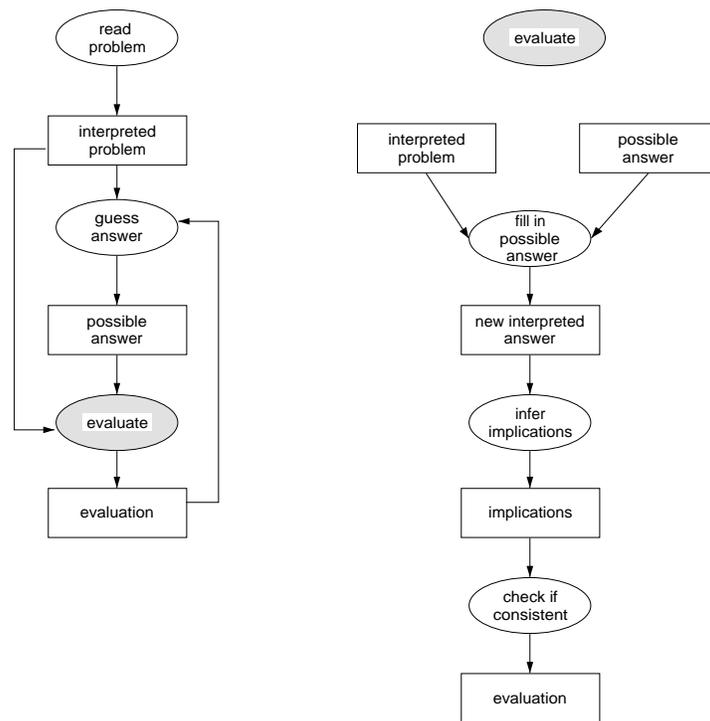 read
problem
interpreted
problem
guess
answer
possible
answer
evaluate
evaluation
evaluate
interpreted
problem
possible
answer
fill in
possible
answer
new interpreted
answer
infer
implications
implications
check if
consistent
evaluation